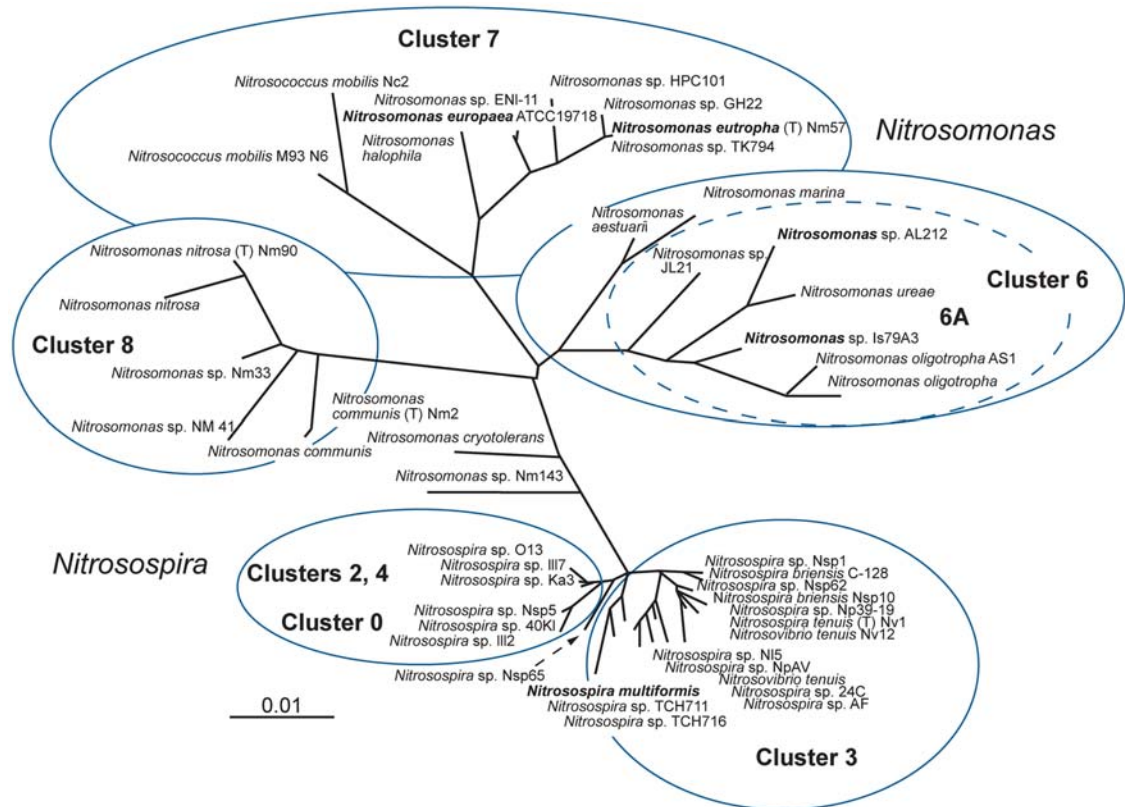 Cluster 7
Nitrosococcus mobilis Nc2
Nitrosomonas sp. HPC101
Nitrosomonas sp. ENI-11
Nitrosomonas sp. GH22
Nitrosomonas europaea ATCC19718
Nitrosomonas eutropha (T) Nm57
Nitrosomonas
Nitrosomonas
halophila
Nitrosomonas sp. TK794
Nitrosococcus mobilis M93 N6
Nitrosomonas marina
Nitrosomonas
aestuarii
Nitrosomonas sp. AL212
Nitrosomonas nitrosa (T) Nm90
Nitrosomonas sp.
JL21
Cluster 6
Nitrosomonas nitrosa
Nitrosomonas ureae
6A
Cluster 8
Nitrosomonas sp. Is79A3
Nitrosomonas oligotropha AS1
Nitrosomonas sp. Nm33
Nitrosomonas oligotropha
Nitrosomonas
communis (T) Nm2
Nitrosomonas sp. NM 41
Nitrosomonas communis
Nitrosomonas cryotolerans
Nitrosomonas sp. Nm143
Nitrosospira
Clusters 2, 4
Cluster 0
Nitrosospira sp. O13
Nitrosospira sp. III7
Nitrosospira sp. Ka3
Nitrosospira sp. Nsp5
Nitrosospira sp. 40KI
Nitrosospira sp. III2
Nitrosospira sp. Nsp65
Nitrosospira sp. Nsp1
Nitrosospira briensis C-128
Nitrosospira sp. Nsp62
Nitrosospira briensis Nsp10
Nitrosospira sp. Np39-19
Nitrosospira tenuis (T) Nv1
Nitrosovibrio tenuis Nv12
Nitrosospira sp. NI5
Nitrosospira sp. NpAV
Nitrosovibrio tenuis
Nitrosospira sp. 24C
Nitrosospira sp. AF
Nitrosospira multiformis
Nitrosospira sp. TCH711
Nitrosospira sp. TCH716
0.01
Cluster 3